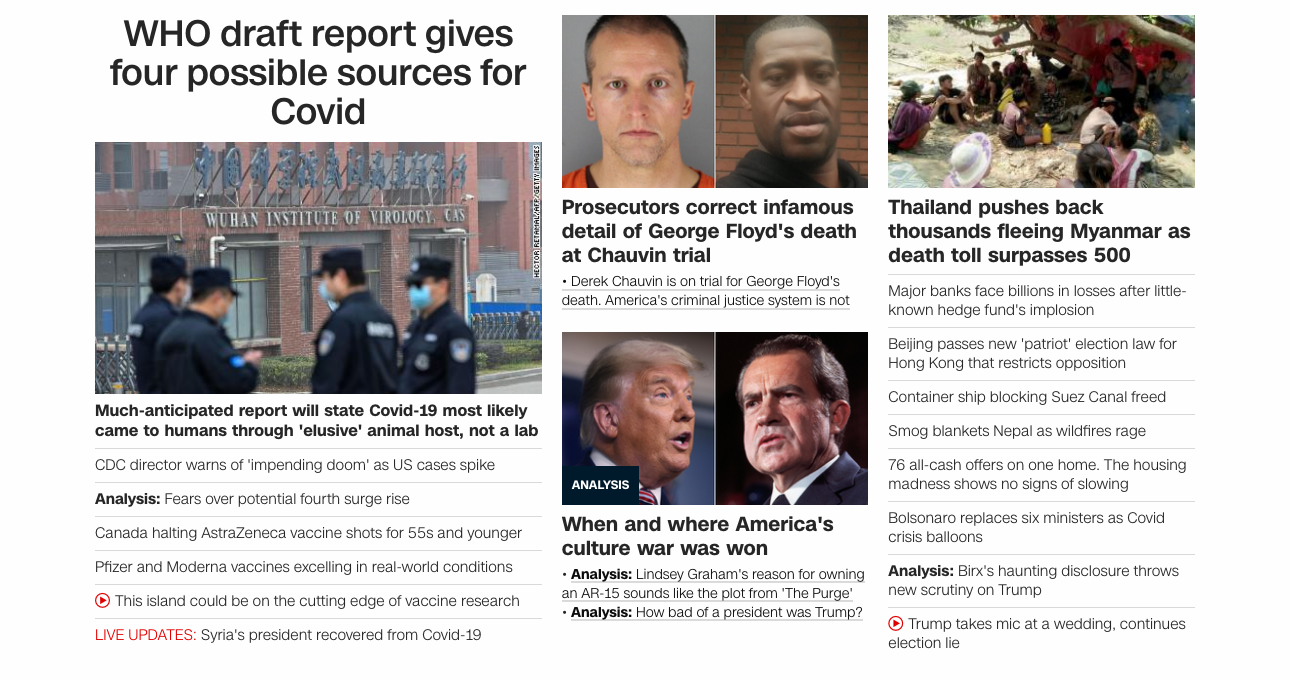 WHO draft report gives
four possible sources for
Covid
WUHAN INSTITUTE OF VIROLOGY, CAS
HECTOR RETAMAL/AFP/GETTY IMAGES
Much-anticipated report will state Covid-19 most likely
came to humans through 'elusive' animal host, not a lab
CDC director warns of 'impending doom' as US cases spike
Analysis: Fears over potential fourth surge rise
Canada halting AstraZeneca vaccine shots for 55s and younger
Pfizer and Moderna vaccines excelling in real-world conditions
This island could be on the cutting edge of vaccine research
LIVE UPDATES: Syria's president recovered from Covid-19
Prosecutors correct infamous
detail of George Floyd's death
at Chauvin trial
• Derek Chauvin is on trial for George Floyd's
death. America's criminal justice system is not
ANALYSIS
When and where America's
culture war was won
• Analysis: Lindsey Graham's reason for owning
an AR-15 sounds like the plot from 'The Purge'
• Analysis: How bad of a president was Trump?
Thailand pushes back
thousands fleeing Myanmar as
death toll surpasses 500
Major banks face billions in losses after little-
known hedge fund's implosion
Beijing passes new 'patriot' election law for
Hong Kong that restricts opposition
Container ship blocking Suez Canal freed
Smog blankets Nepal as wildfires rage
76 all-cash offers on one home. The housing
madness shows no signs of slowing
Bolsonaro replaces six ministers as Covid
crisis balloons
Analysis: Birx's haunting disclosure throws
new scrutiny on Trump
Trump takes mic at a wedding, continues
election lie